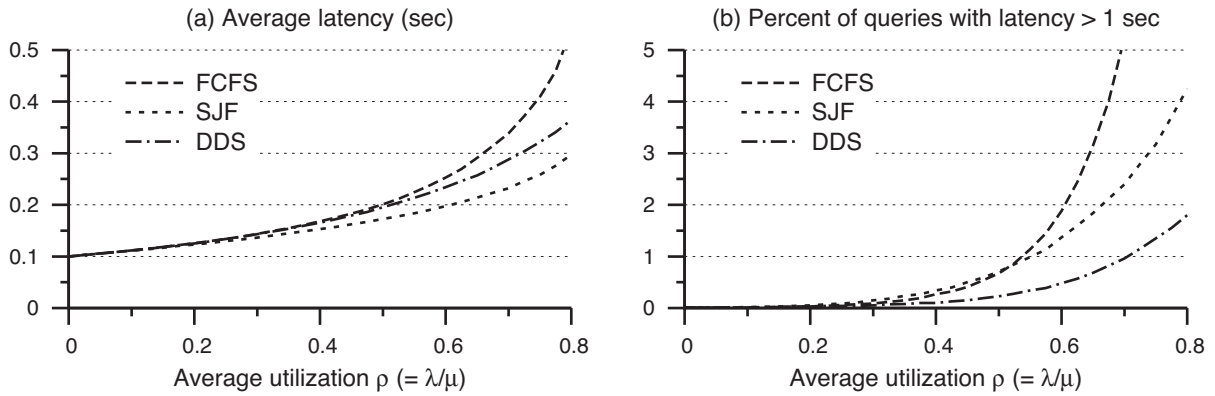 (a) Average latency (sec)
0.5
0.4
0.3
0.2
0.1
0
FCFS
SJF
DDS
0 0.2 0.4 0.6 0.8
Average utilization ρ (= λ/μ)
(b) Percent of queries with latency > 1 sec
5
4
3
2
1
0
FCFS
SJF
DDS
0 0.2 0.4 0.6 0.8
Average utilization ρ (= λ/μ)